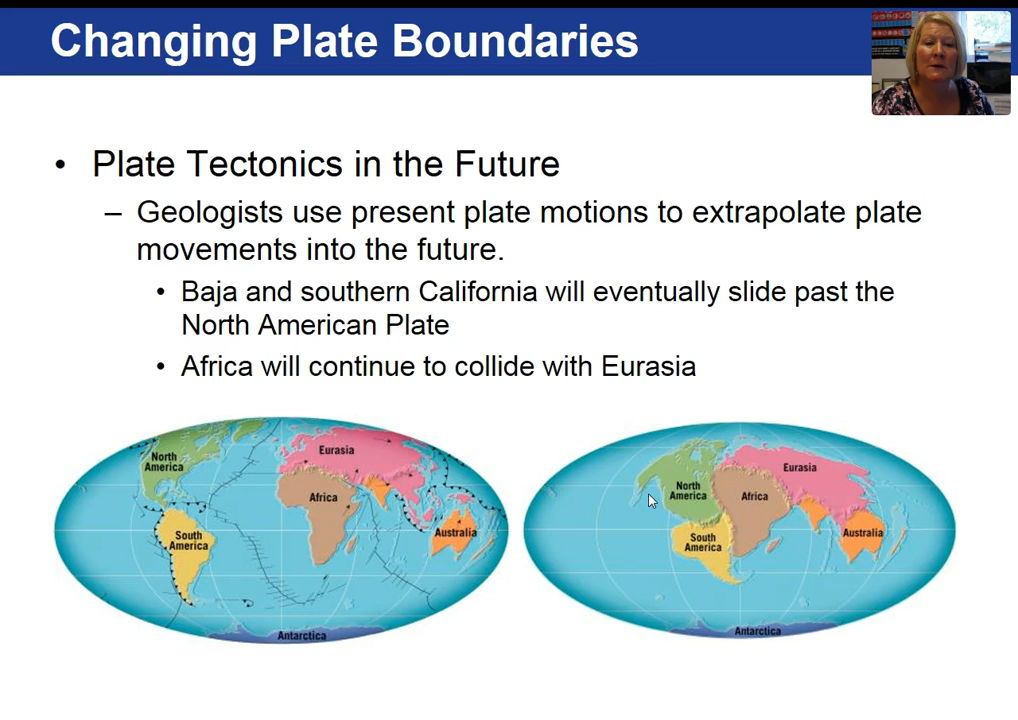 Changing Plate Boundaries
• Plate Tectonics in the Future
– Geologists use present plate motions to extrapolate plate
movements into the future.
• Baja and southern California will eventually slide past the
North American Plate
• Africa will continue to collide with Eurasia
North
America
Eurasia
Africa
South
America
Australia
Antarctica
Eurasia
North
America
Africa
South
America
Australia
Antarctica